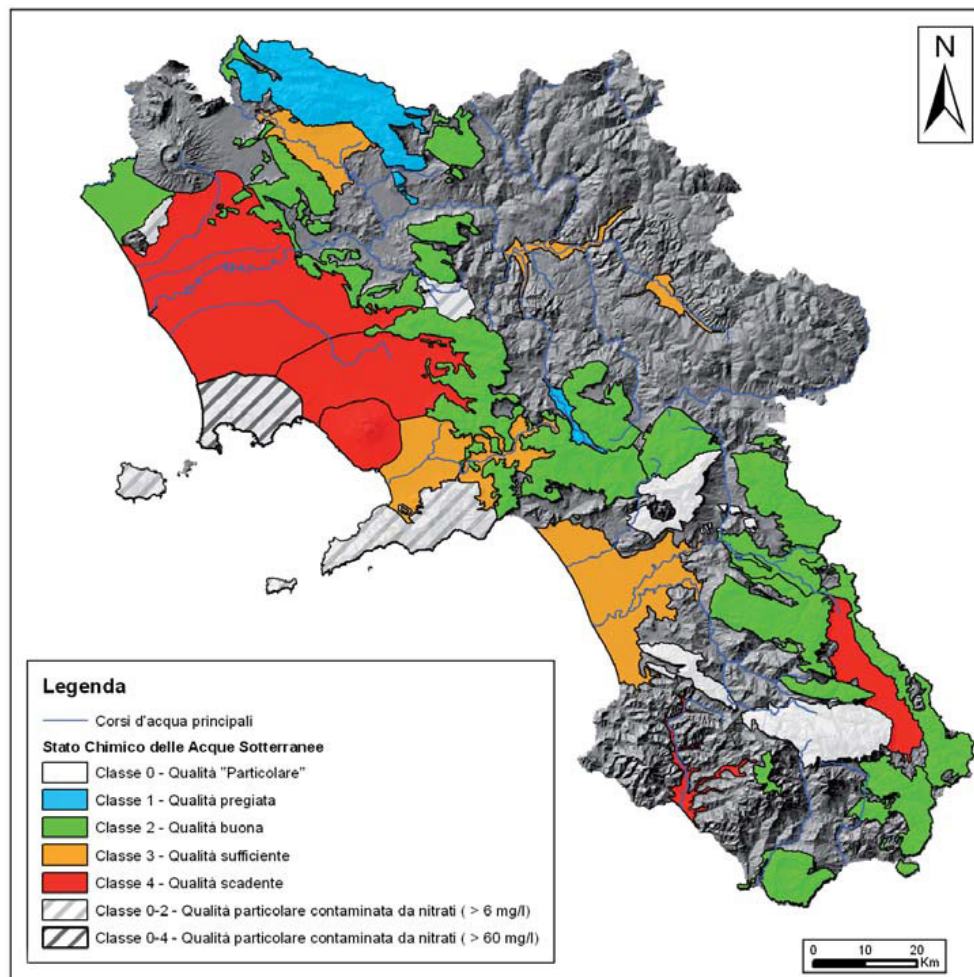 N
Legenda
Corsi d'acqua principali
Stato Chimico delle Acque Sotterranee
Classe 0 - Qualità "Particolare"
Classe 1 - Qualità pregiata
Classe 2 - Qualità buona
Classe 3 - Qualità sufficiente
Classe 4 - Qualità scadente
Classe 0-2 - Qualità particolare contaminata da nitrati ( > 6 mg/l)
Classe 0-4 - Qualità particolare contaminata da nitrati ( > 60 mg/l)
0 10 20
Km